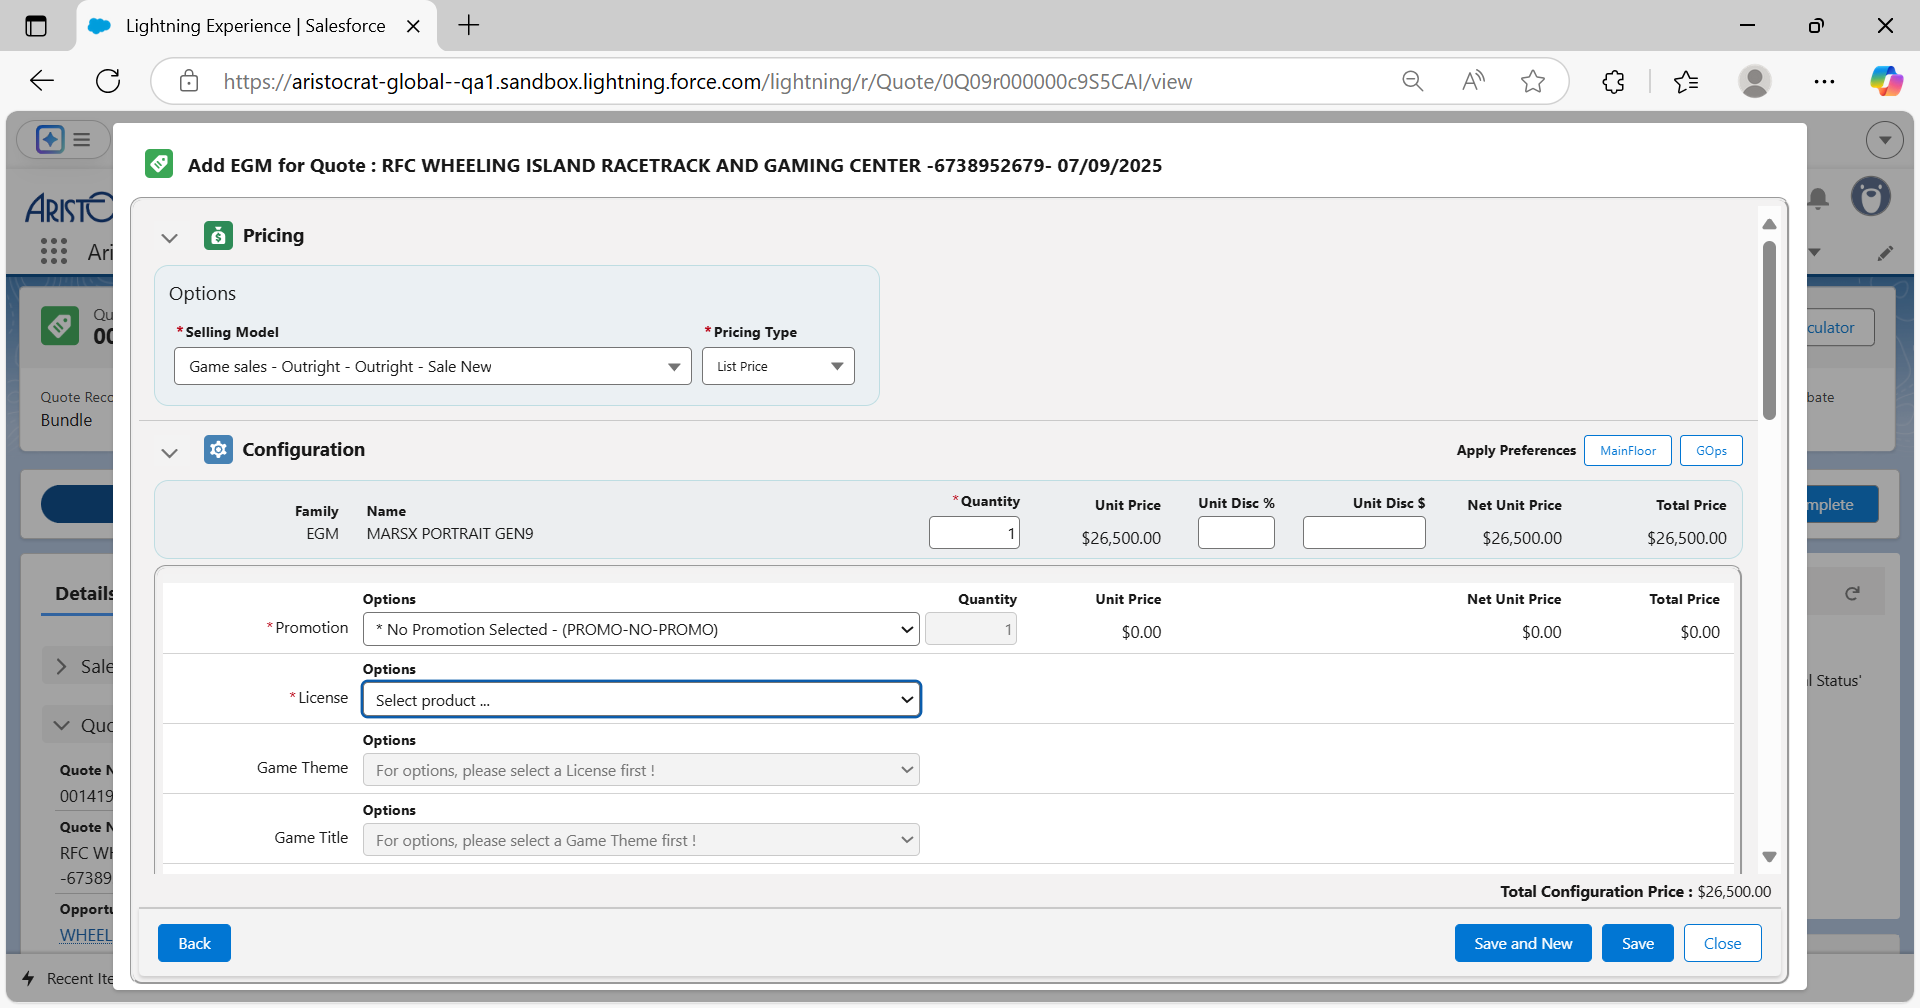 Lightning Experience | Salesforce
https://aristocrat-global--qa1.sandbox.lightning.force.com/lightning/r/Quote/0Q09r000000c9S5CAI/view
Add EGM for Quote : RFC WHEELING ISLAND RACETRACK AND GAMING CENTER -6738952679- 07/09/2025
ARISTO
Ari
Pricing
Options
*Selling Model
*Pricing Type
Game sales - Outright - Outright - Sale New
List Price
Qu
00
culator
Quote Reco
Bundle
bate
Configuration
Apply Preferences
MainFloor
GOps
Family
Name
*Quantity
Unit Price
Unit Disc %
Unit Disc $
Net Unit Price
Total Price
EGM
MARSX PORTRAIT GEN9
1
$26,500.00
$26,500.00
$26,500.00
mplete
Details
Options
Quantity
Unit Price
Net Unit Price
Total Price
*Promotion
* No Promotion Selected - (PROMO-NO-PROMO)
1
$0.00
$0.00
$0.00
Sale
Options
*License
Select product ...
l Status'
Quo
Options
Game Theme
For options, please select a License first !
Quote N
001419
Options
Game Title
For options, please select a Game Theme first !
Quote N
RFC WH
-67389
Total Configuration Price : $26,500.00
Opportu
WHEEL
Back
Save and New
Save
Close
Recent Ite